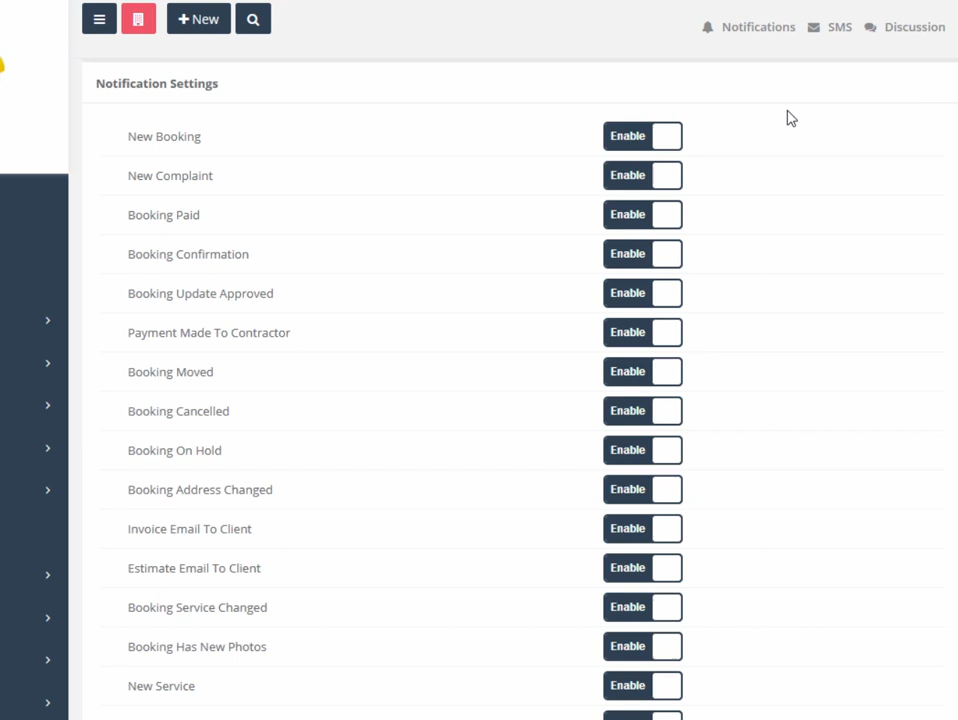 New
Notifications SMS Discussion
Notification Settings
New Booking Enable
New Complaint Enable
Booking Paid Enable
Booking Confirmation Enable
Booking Update Approved Enable
Payment Made To Contractor Enable
Booking Moved Enable
Booking Cancelled Enable
Booking On Hold Enable
Booking Address Changed Enable
Invoice Email To Client Enable
Estimate Email To Client Enable
Booking Service Changed Enable
Booking Has New Photos Enable
New Service Enable